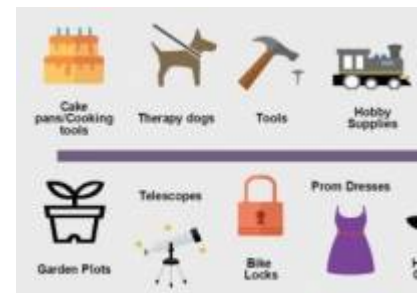 Cake
pans/Cooking
tools
Therapy dogs
Tools
Hobby
Supplies
Telescopes
Prom Dresses
Garden Plots
Bike
Locks